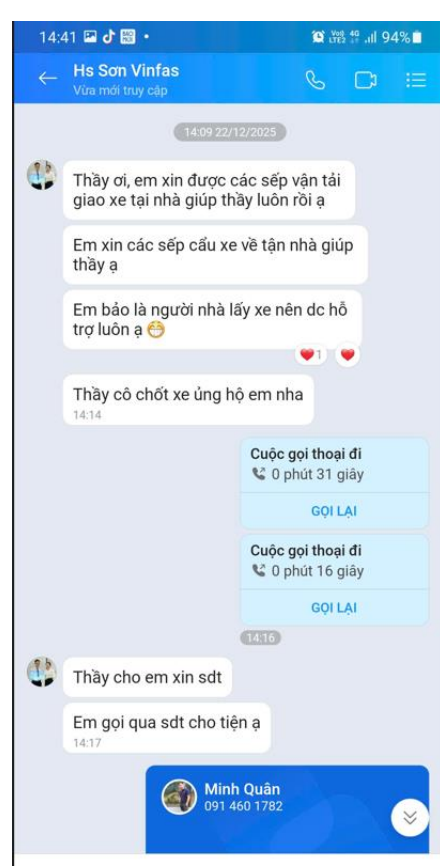 14:41
BÁO MỚI
Vo)) 4G
LTE2
94%
Hs Sơn Vinfas
Vừa mới truy cập
14:09 22/12/2025
Thầy ơi, em xin được các sếp vận tải
giao xe tại nhà giúp thầy luôn rồi ạ
Em xin các sếp cẩu xe về tận nhà giúp
thầy ạ
Em bảo là người nhà lấy xe nên dc hỗ
trợ luôn ạ 😁
1
Thầy cô chốt xe ủng hộ em nha
14:14
Cuộc gọi thoại đi
0 phút 31 giây
GỌI LẠI
Cuộc gọi thoại đi
0 phút 16 giây
GỌI LẠI
14:16
Thầy cho em xin sdt
Em gọi qua sdt cho tiện ạ
14:17
Minh Quân
091 460 1782